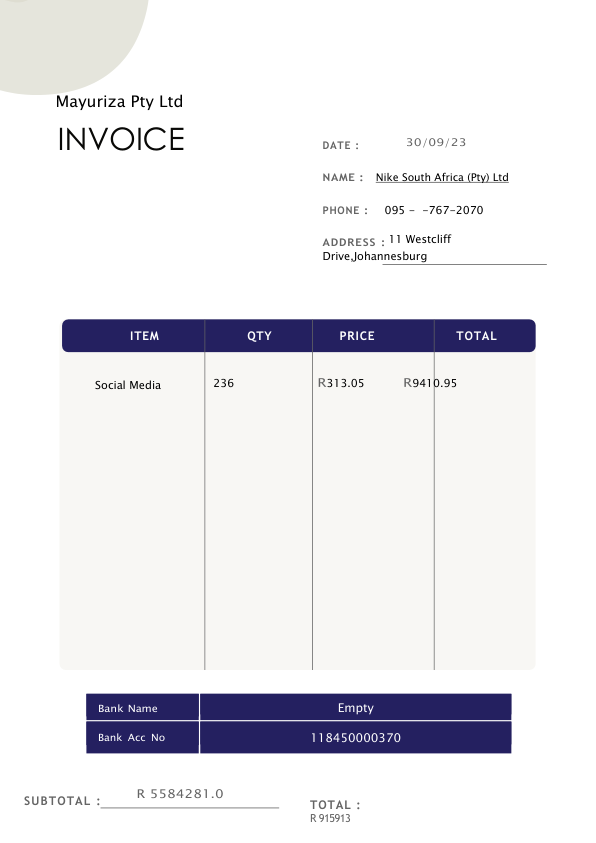 Mayuriza Pty Ltd
INVOICE
DATE : 30/09/23
NAME : Nike South Africa (Pty) Ltd
PHONE : 095 - -767-2070
ADDRESS : 11 Westcliff
Drive,Johannesburg
ITEM QTY PRICE TOTAL
Social Media 236 R313.05 R9410.95
Bank Name Empty
Bank Acc No 118450000370
SUBTOTAL : R 5584281.0
TOTAL :
R 915913